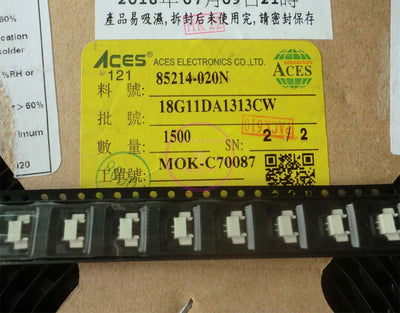 2018年07月09日21時
產品易吸濕,拆封后未使用完,請密封保存
ACES
ACES ELECTRONICS CO.,LTD.
ACES
121
85214-020N
料 號:
18G11DA1313CW
批 號:
數 量:
1500
SN:
2
2
工單號:
MOK-C70087
ication
older
%RH or
r > 60%
nimum